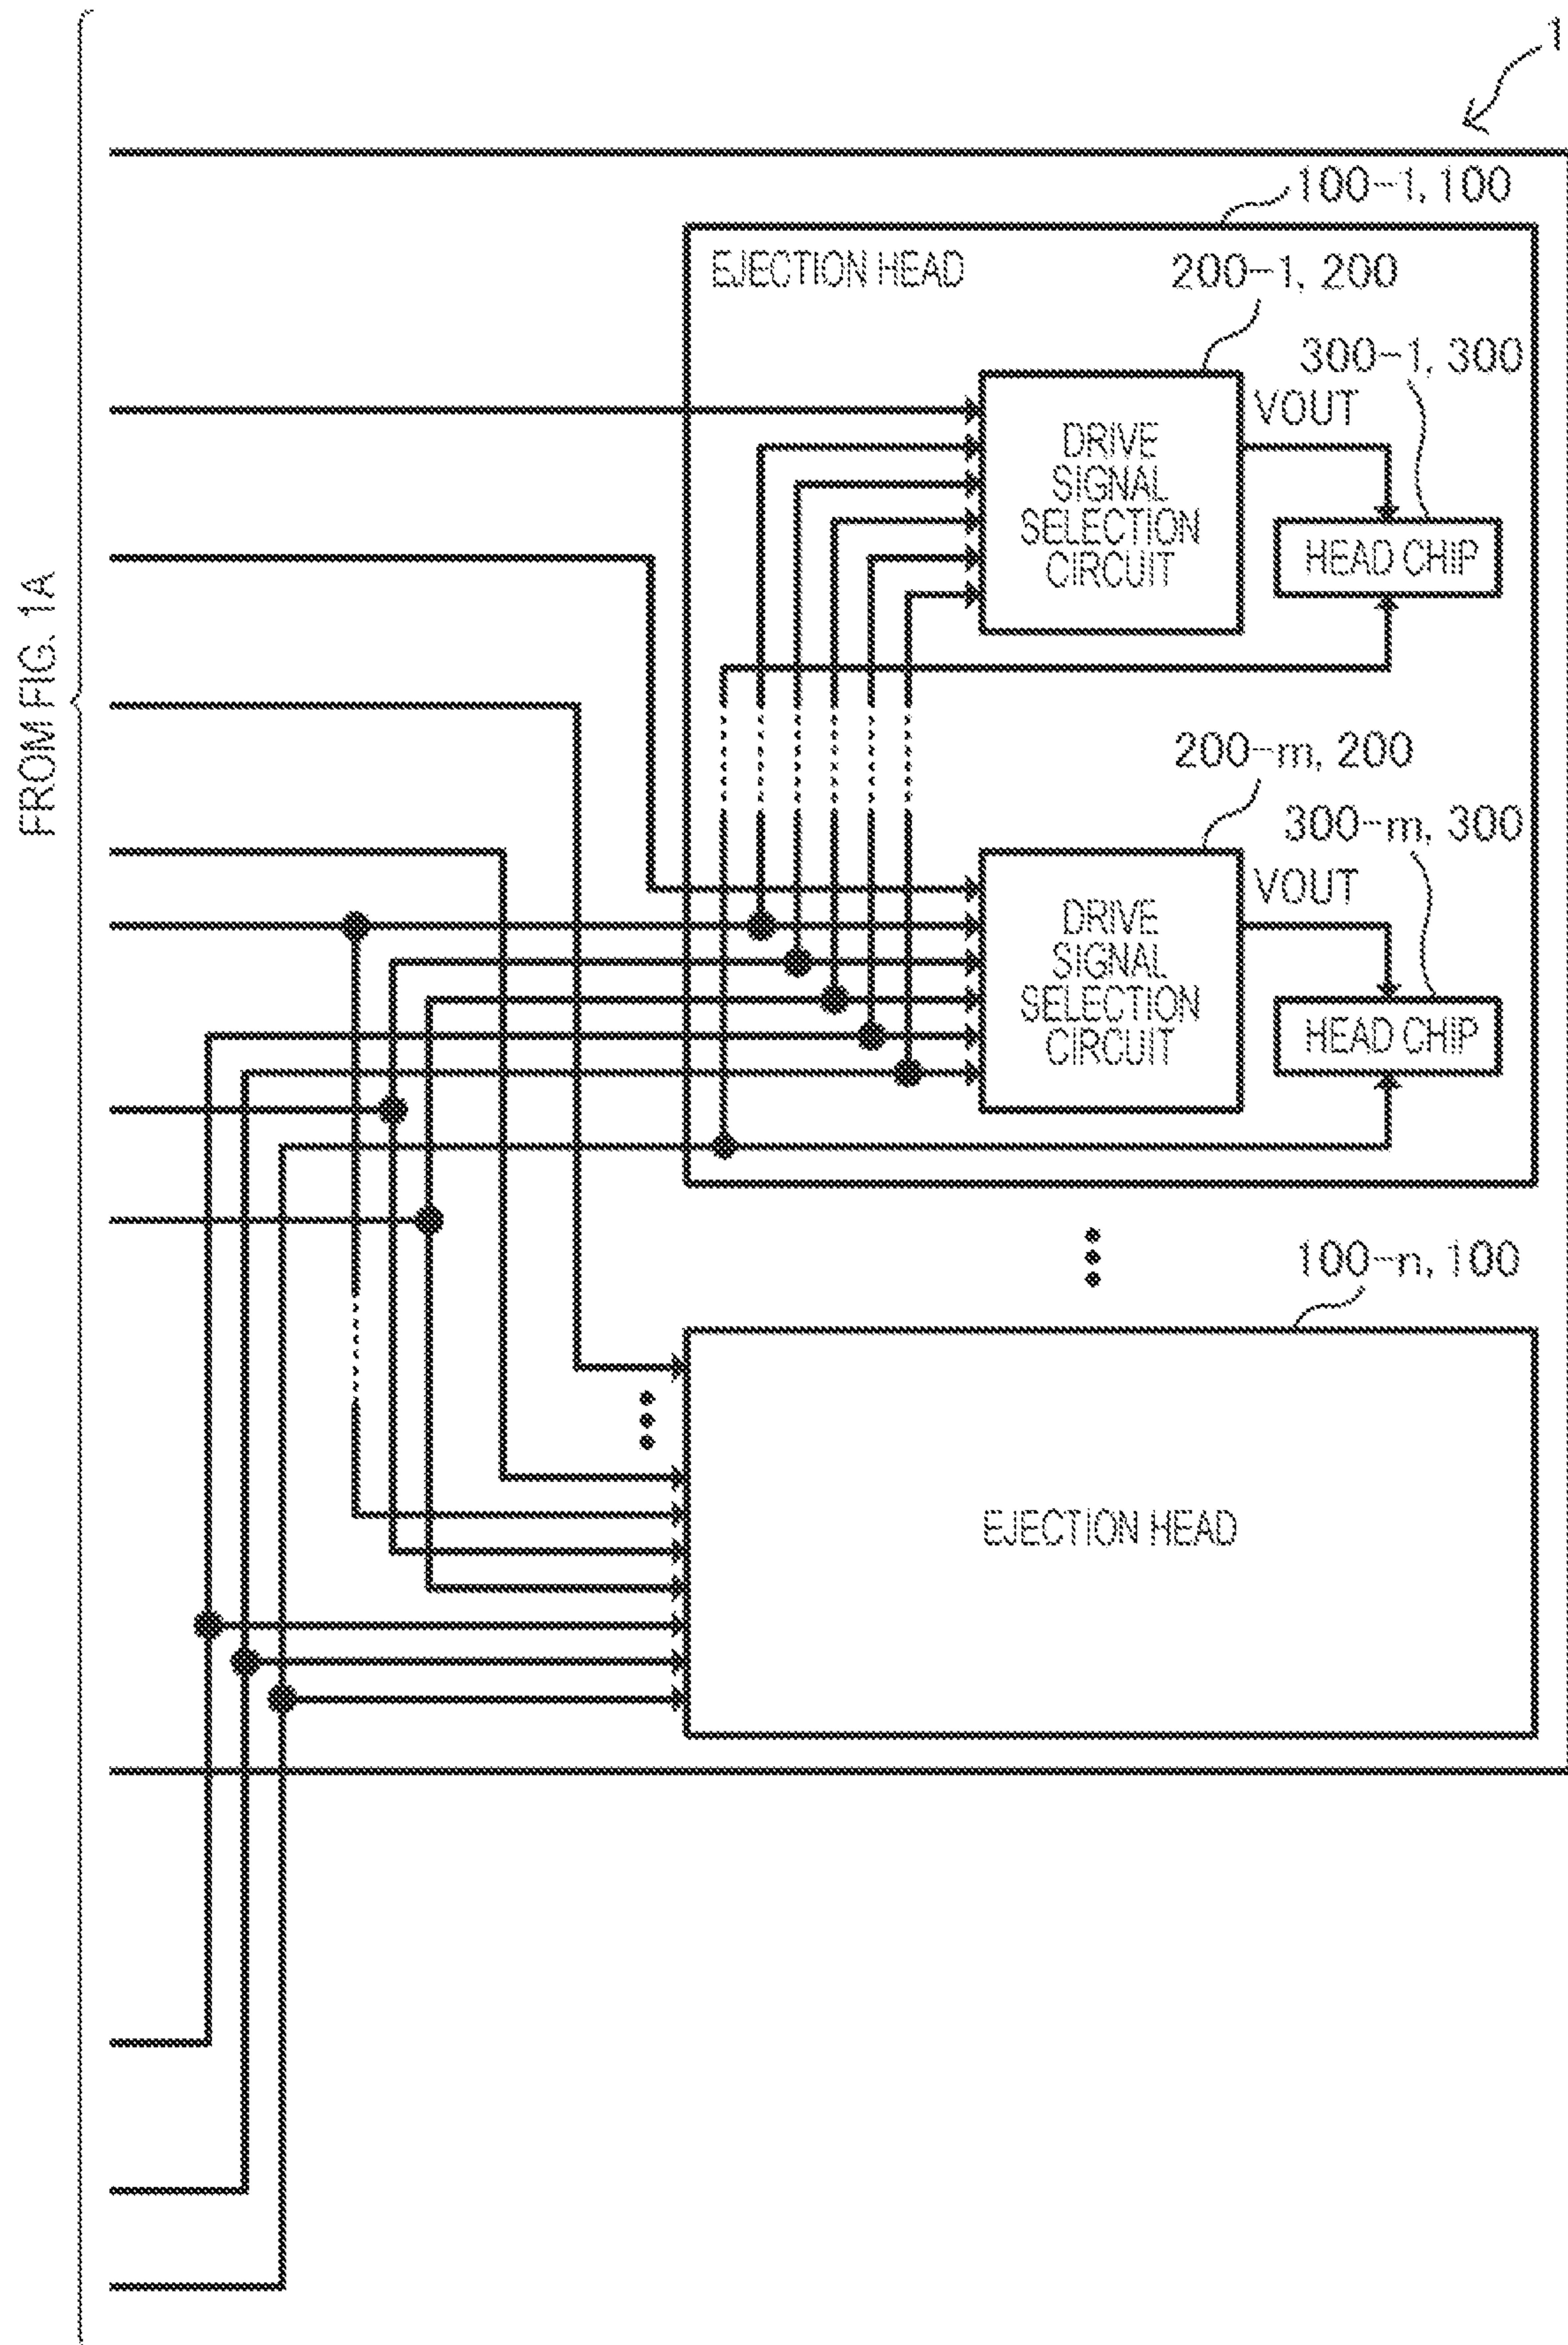 FROM FIG. 1A
1
100-1, 100
EJECTION HEAD
200-1, 200
300-1, 300
VOUT
DRIVE
SIGNAL
SELECTION
CIRCUIT
HEAD CHIP
200-m, 200
300-m, 300
VOUT
DRIVE
SIGNAL
SELECTION
CIRCUIT
HEAD CHIP
100-n, 100
EJECTION HEAD